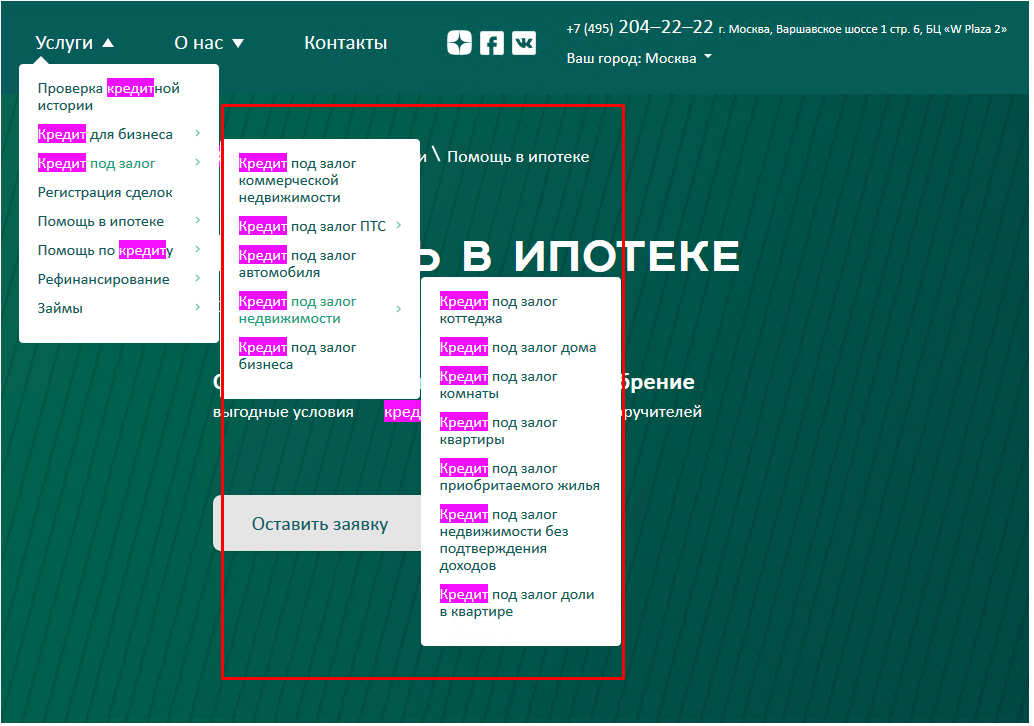 Услуги ▲ О нас ▼ Контакты
+7 (495) 204–22–22 г. Москва, Варшавское шоссе 1 стр. 6, БЦ «W Plaza 2»
Ваш город: Москва
Проверка кредитной
истории
Кредит для бизнеса
Кредит под залог
Регистрация сделок
Помощь в ипотеке
Помощь по кредиту
Рефинансирование
Займы
Кредит под залог
коммерческой
недвижимости
Кредит под залог ПТС
Кредит под залог
автомобиля
Кредит под залог
недвижимости
Кредит под залог
бизнеса
Кредит под залог
коттеджа
Кредит под залог дома
Кредит под залог
комнаты
Кредит под залог
квартиры
Кредит под залог
приобритаемого жилья
Кредит под залог
недвижимости без
подтверждения
доходов
Кредит под залог доли
в квартире
и \ Помощь в ипотеке
Ь В ИПОТЕКЕ
брение
выгодные условия кред
ручителей
Оставить заявку